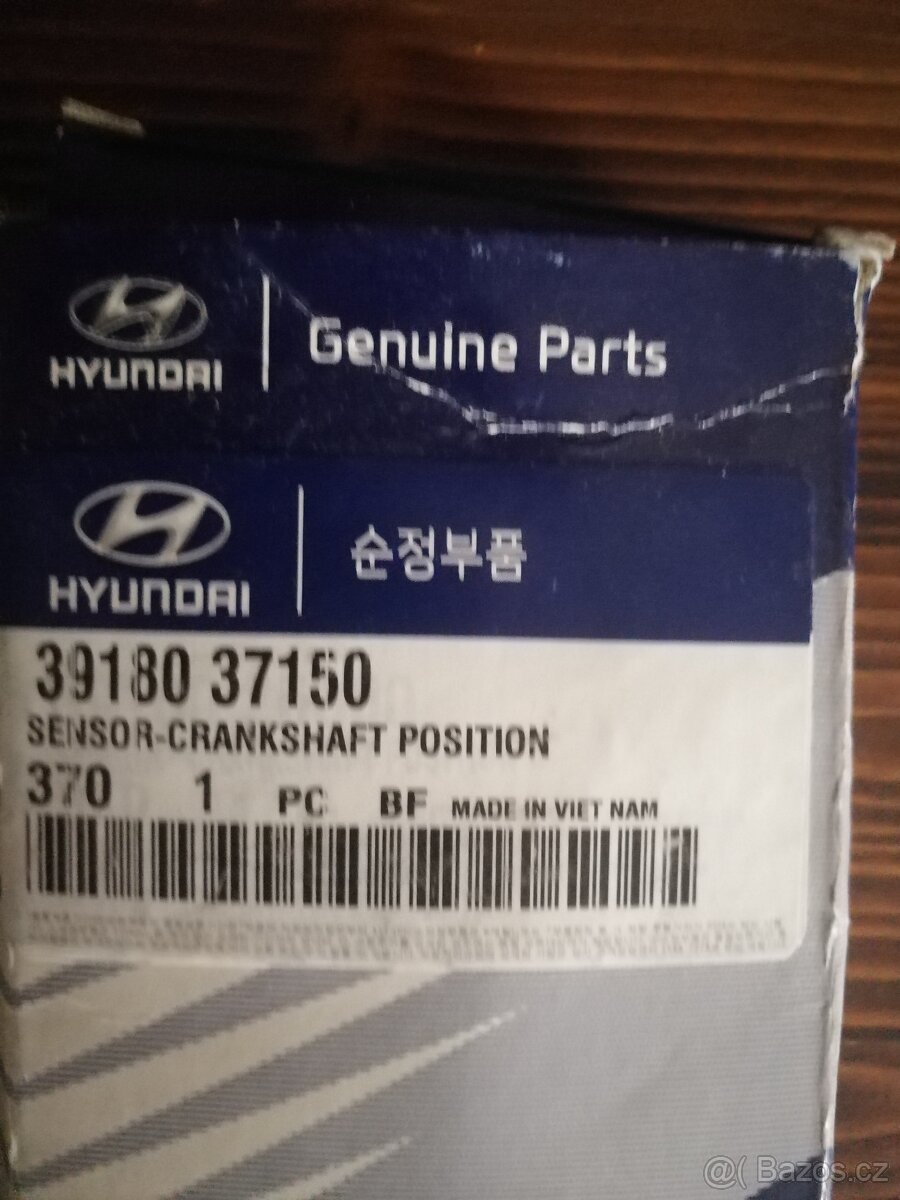 HYUNDAI
Genuine Parts
HYUNDAI
순정부품
39180 37150
SENSOR-CRANKSHAFT POSITION
370 1 PC BF MADE IN VIET NAM
@( Bazos.cz